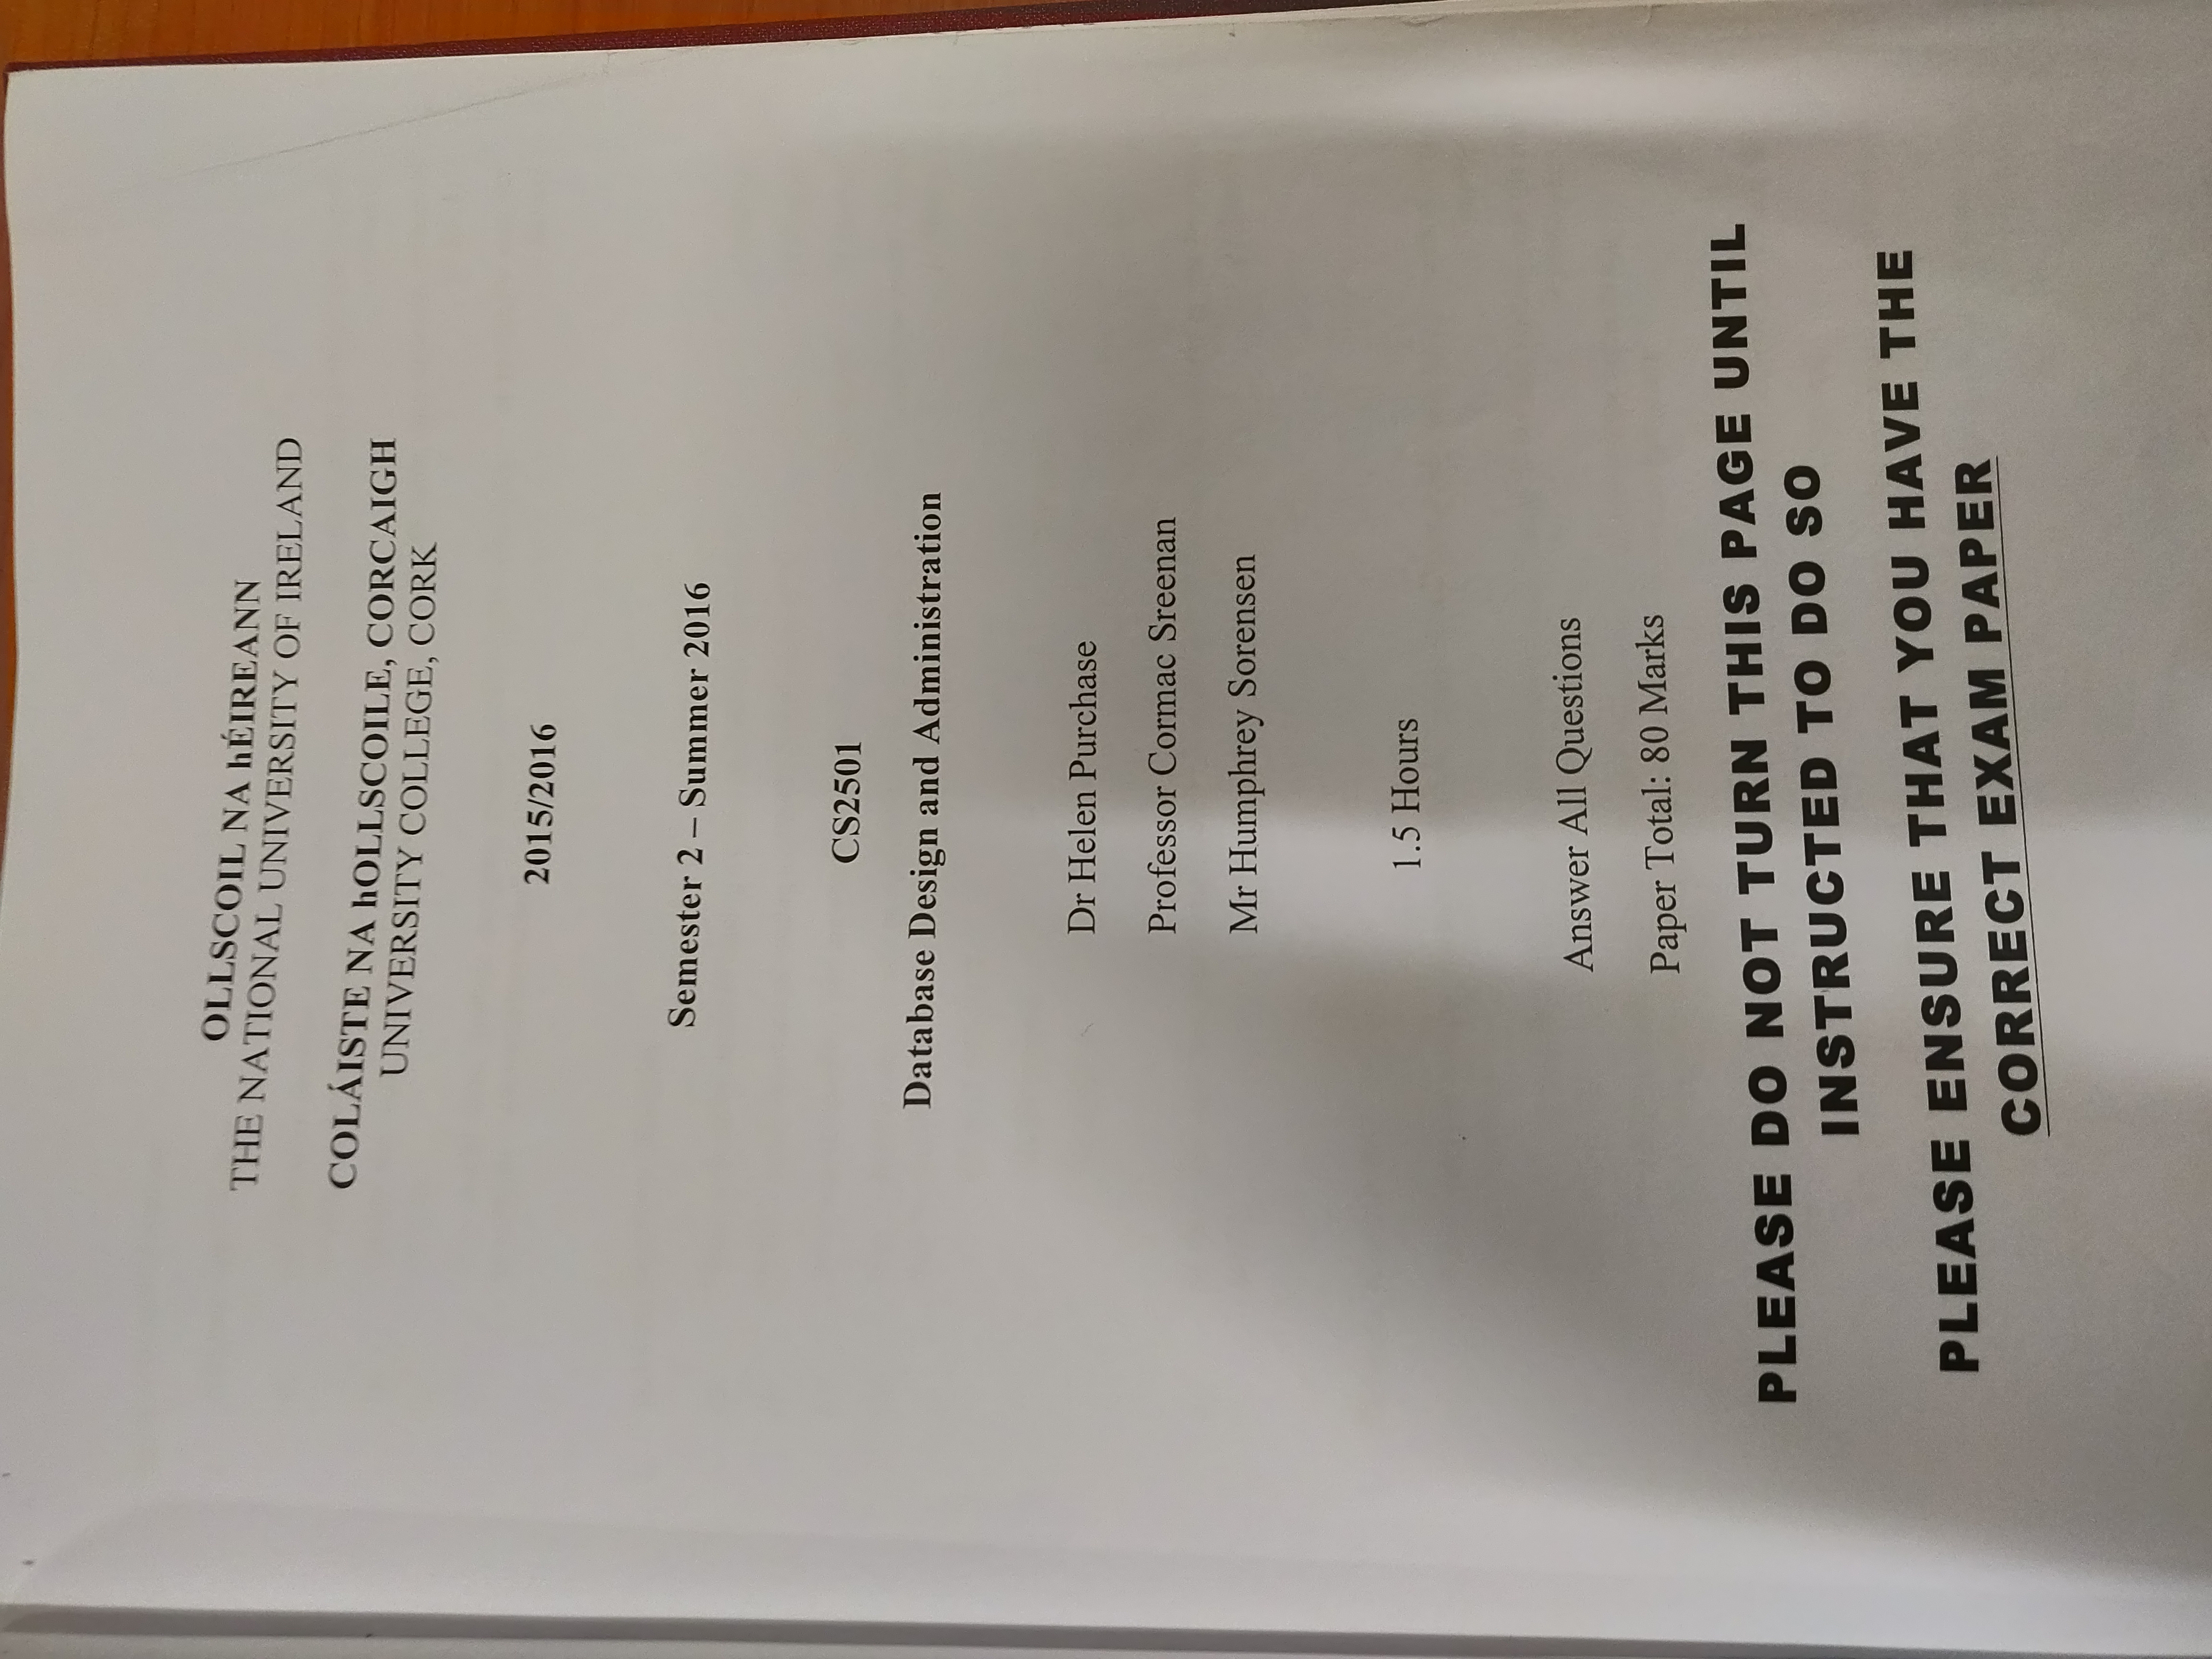 OLLSCOIL NA hÉIREANN
THE NATIONAL UNIVERSITY OF IRELAND
COLÁISTE NA hOLLSCOILE, CORCAIGH
UNIVERSITY COLLEGE, CORK
2015/2016
Semester 2 – Summer 2016
CS2501
Database Design and Administration
Dr Helen Purchase
Professor Cormac Sreenan
Mr Humphrey Sorensen
1.5 Hours
Answer All Questions
Paper Total: 80 Marks
PLEASE DO NOT TURN THIS PAGE UNTIL
INSTRUCTED TO DO SO
PLEASE ENSURE THAT YOU HAVE THE
CORRECT EXAM PAPER